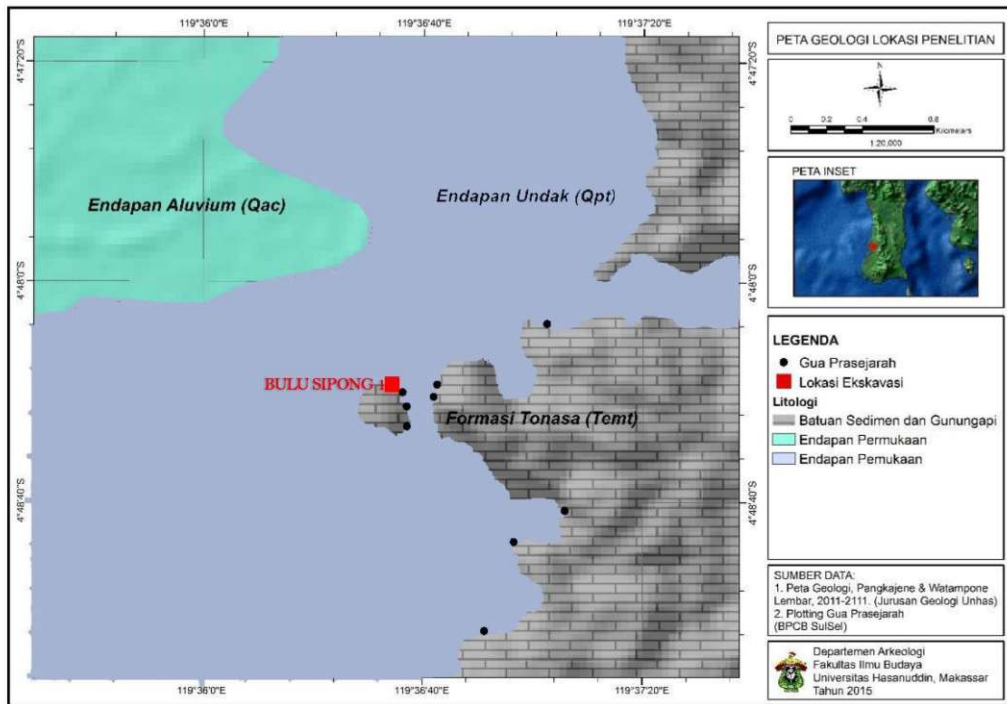 119°36'0"E
119°36'40"E
119°37'20"E
4°47'20"S
4°48'0"S
4°48'40"S
Endapan Aluvium (Qac)
Endapan Undak (Qpt)
BULU SIPONG 1
Formasi Tonasa (Temt)
4°47'20"S
4°48'0"S
4°48'40"S
119°36'0"E
119°36'40"E
119°37'20"E
PETA GEOLOGI LOKASI PENELITIAN
N
0 0.2 0.4 0.8
Kilometers
1:20,000
PETA INSET
LEGENDA
Gua Prasejarah
Lokasi Ekskavasi
Litologi
Batuan Sedimen dan Gunungapi
Endapan Permukaan
Endapan Pemukaan
SUMBER DATA:
1. Peta Geologi, Pangkajene & Watampone
Lembar, 2011-2111. (Jurusan Geologi Unhas)
2. Plotting Gua Prasejarah
(BPCB SulSel)
Departemen Arkeologi
Fakultas Ilmu Budaya
Universitas Hasanuddin, Makassar
Tahun 2015